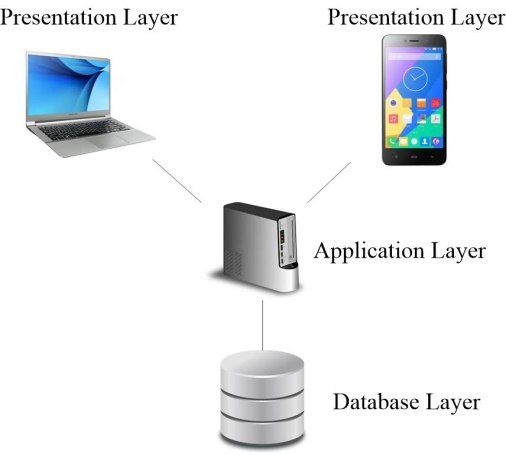 Presentation Layer
Presentation Layer
Application Layer
Database Layer